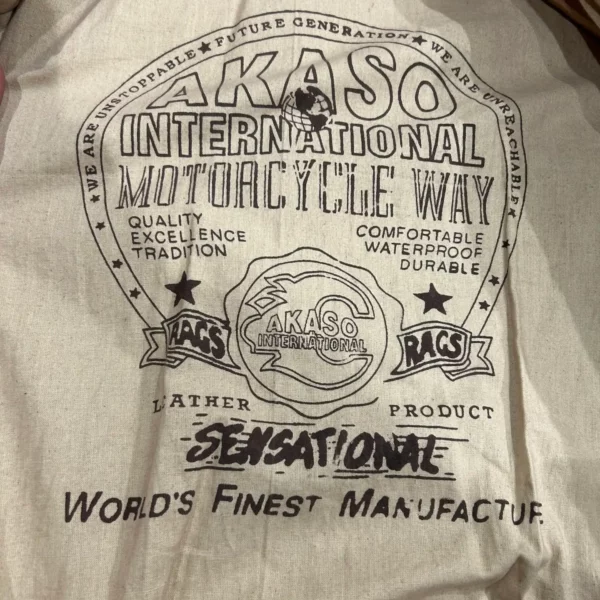 ★WE ARE UNSTOPPABLE★FUTURE GENERATION★WE ARE UNREACHABLE★
AKASO
INTERNATIONAL
MOTORCYCLE WAY
QUALITY
EXCELLENCE
TRADITION
COMFORTABLE
WATERPROOF
DURABLE
AKASO
INTERNATIONAL
RAGS
RAGS
LEATHER PRODUCT
SENSATIONAL
WORLD'S FINEST MANUFACTUR